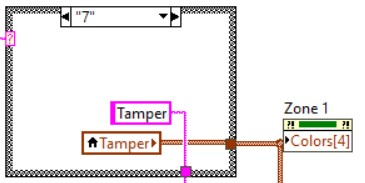 "7"
?
Tamper
Tamper
Zone 1
?! ?!
Colors[4]